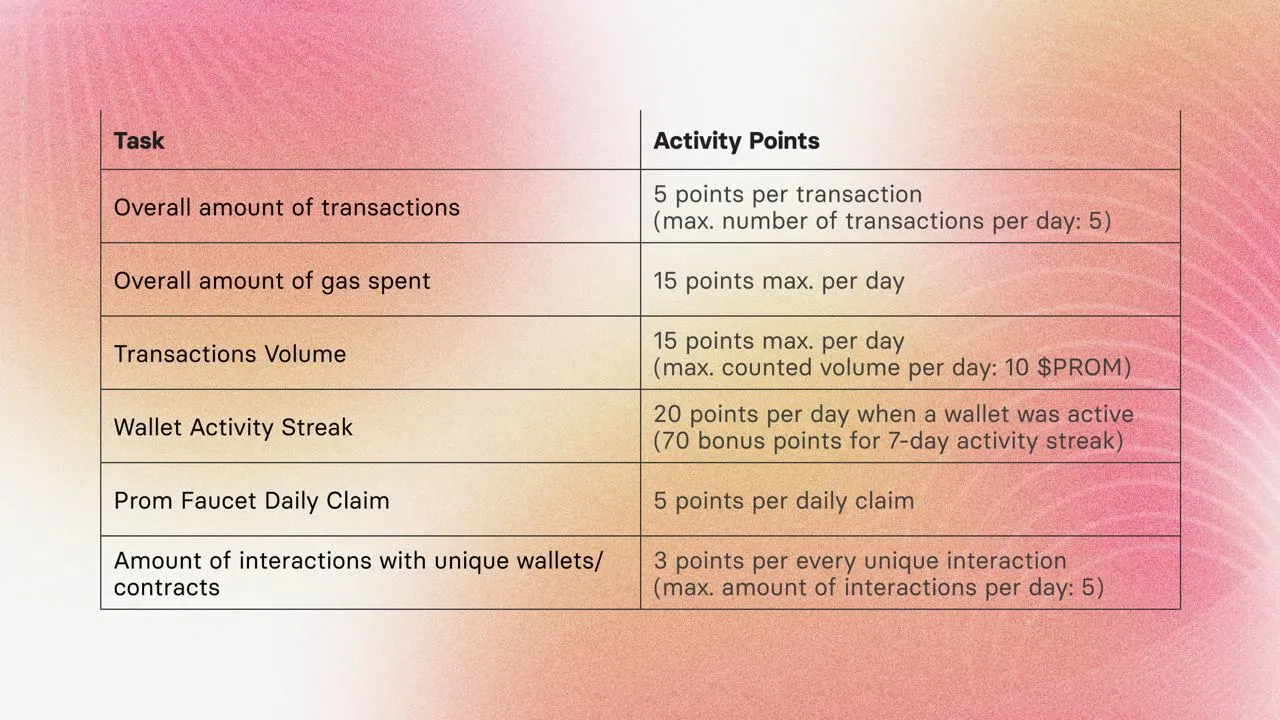 Task
Activity Points
Overall amount of transactions
5 points per transaction
(max. number of transactions per day: 5)
Overall amount of gas spent
15 points max. per day
Transactions Volume
15 points max. per day
(max. counted volume per day: 10 $PROM)
Wallet Activity Streak
20 points per day when a wallet was active
(70 bonus points for 7-day activity streak)
Prom Faucet Daily Claim
5 points per daily claim
Amount of interactions with unique wallets/
contracts
3 points per every unique interaction
(max. amount of interactions per day: 5)